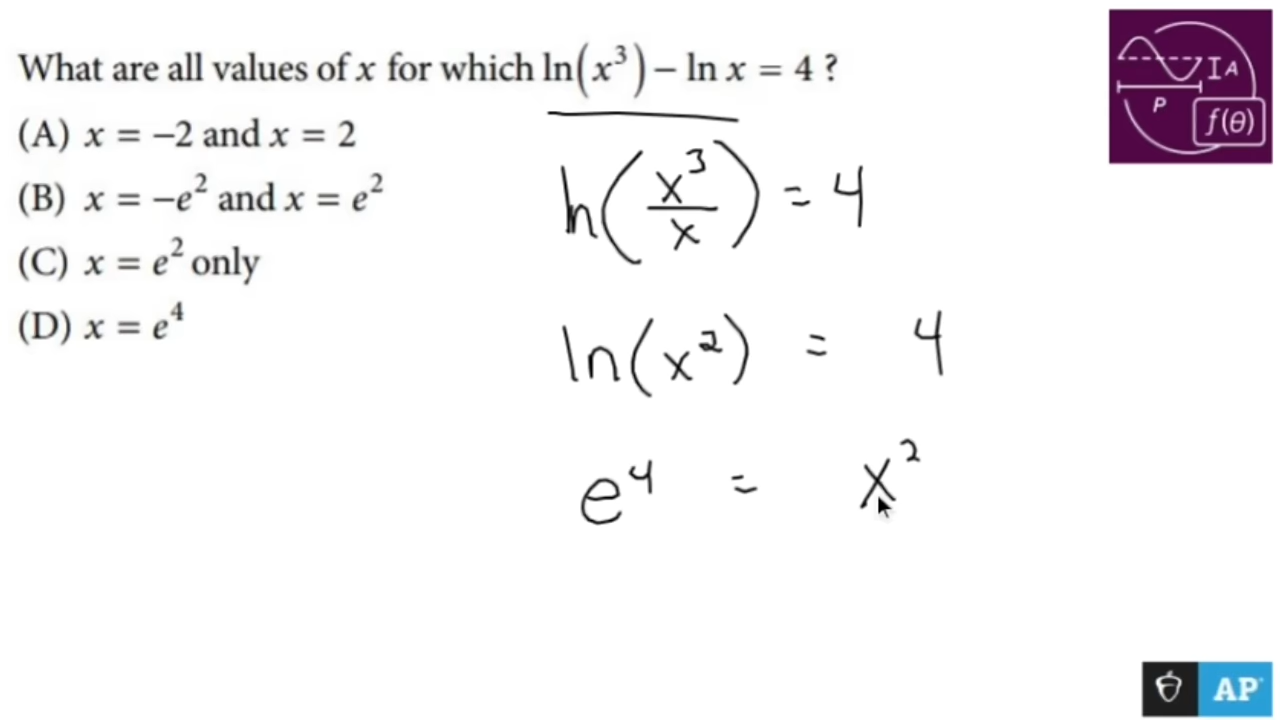 What are all values of x for which ln(x³) − ln x = 4 ?
(A) x = −2 and x = 2
(B) x = −e² and x = e²
(C) x = e² only
(D) x = e⁴
ln(x³/x) = 4
ln(x²) = 4
e⁴ = x²
A
P
f(θ)
AP